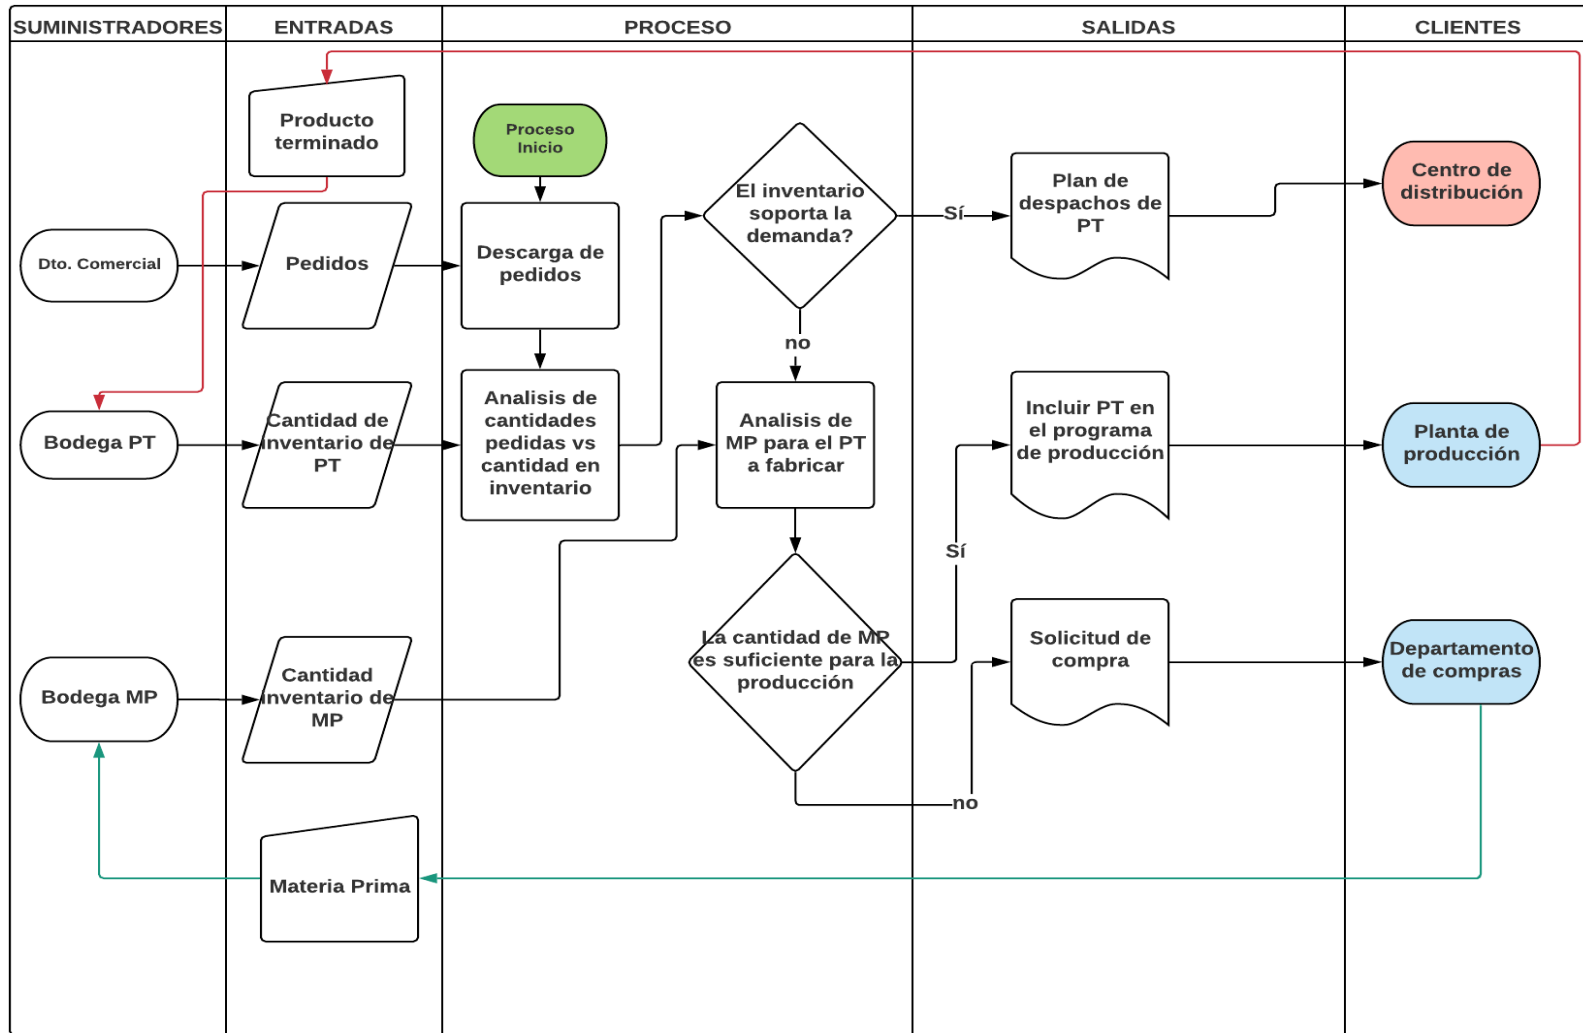 SUMINISTRADORES
ENTRADAS
PROCESO
SALIDAS
CLIENTES
Producto
terminado
Proceso
Inicio
El inventario
soporta la
demanda?
Sí
Plan de
despachos de
PT
Centro de
distribución
Dto. Comercial
Pedidos
Descarga de
pedidos
no
Bodega PT
Cantidad de
inventario de
PT
Analisis de
cantidades
pedidas vs
cantidad en
inventario
Analisis de
MP para el PT
a fabricar
Incluir PT en
el programa
de producción
Planta de
producción
Sí
Bodega MP
Cantidad
inventario de
MP
La cantidad de MP
es suficiente para la
producción
Solicitud de
compra
Departamento
de compras
no
Materia Prima